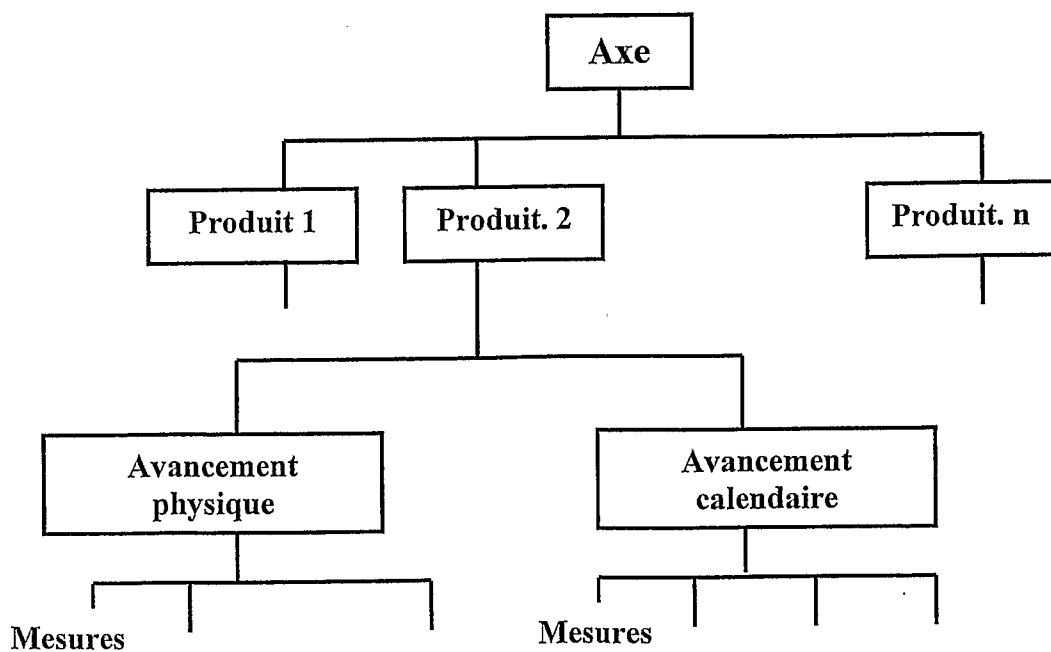 Axe
Produit 1
Produit. 2
Produit. n
Avancement
physique
Avancement
calendaire
Mesures
Mesures